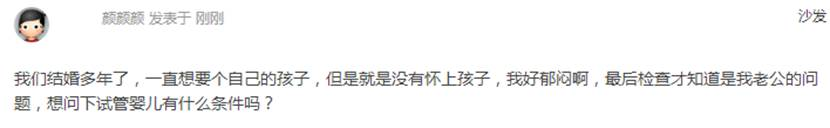 颜颜颜 发表于 刚刚
沙发
我们结婚多年了，一直想要个自己的孩子，但是就是没有怀上孩子，我好郁闷啊，最后检查才知道是我老公的问
题，想问下试管婴儿有什么条件吗？